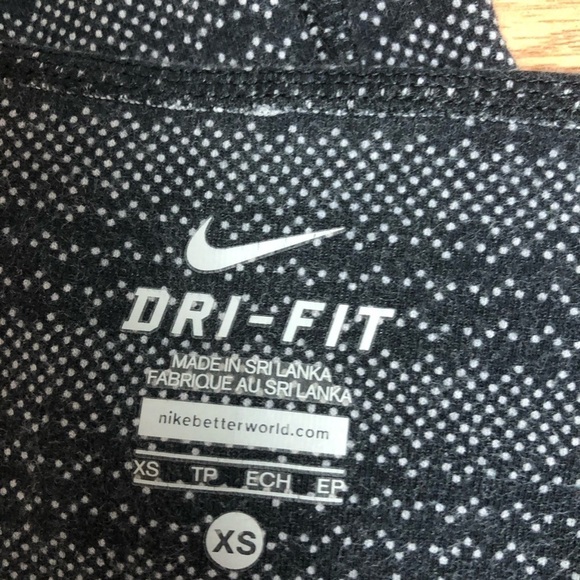 DRI-FIT
MADE IN SRI LANKA
FABRIQUE AU SRI LANKA
nikebetterworld.com
XS TP ECH EP
XS